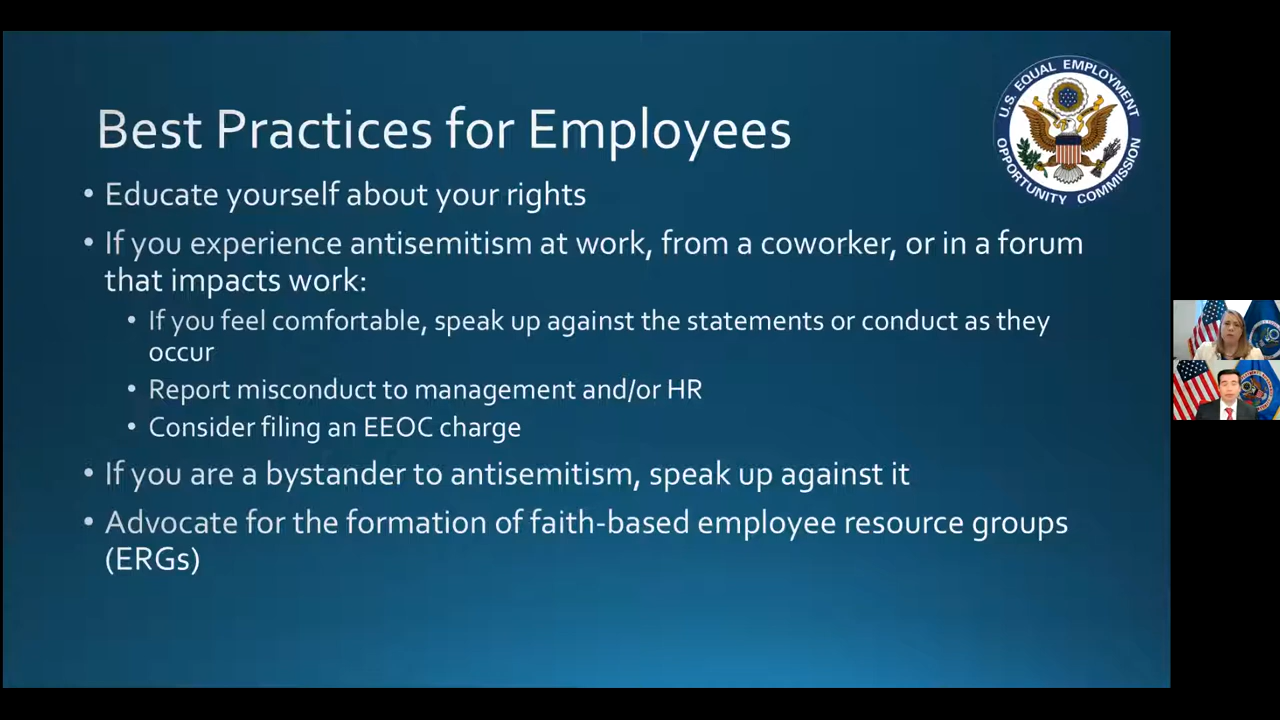 U.S. EQUAL EMPLOYMENT
OPPORTUNITY COMMISSION
Best Practices for Employees
• Educate yourself about your rights
• If you experience antisemitism at work, from a coworker, or in a forum
that impacts work:
• If you feel comfortable, speak up against the statements or conduct as they
occur
• Report misconduct to management and/or HR
• Consider filing an EEOC charge
• If you are a bystander to antisemitism, speak up against it
• Advocate for the formation of faith-based employee resource groups
(ERGs)